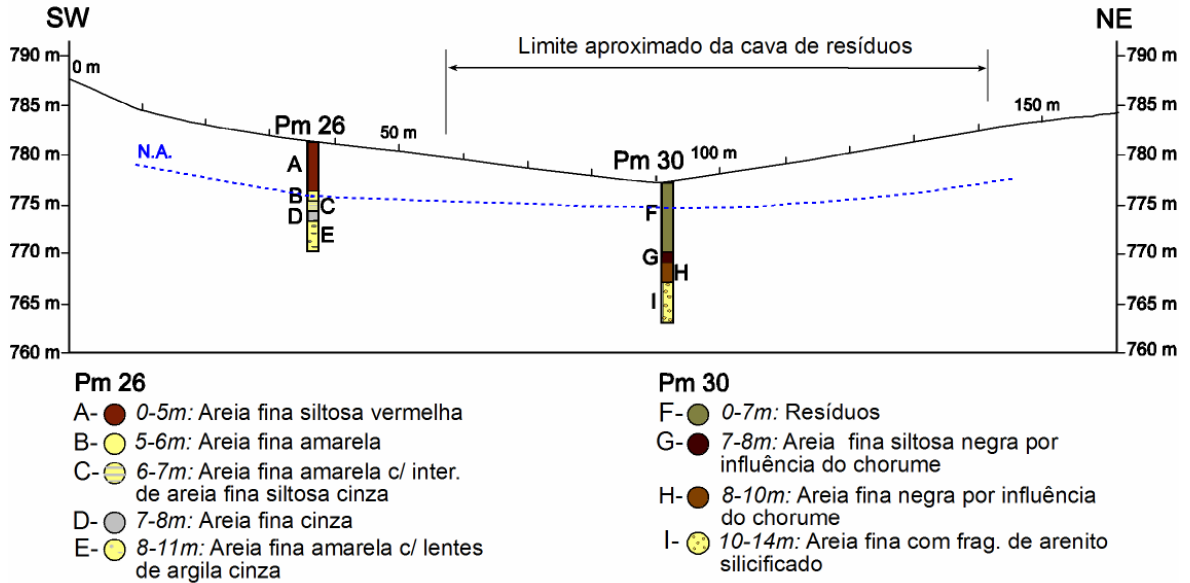 SW
NE
790 m
785 m
780 m
775 m
770 m
765 m
760 m
0 m
Limite aproximado da cava de resíduos
Pm 26
50 m
Pm 30
100 m
150 m
N.A.
A
B
C
D
E
F
G
H
I
790 m
785 m
780 m
775 m
770 m
765 m
760 m
Pm 26
A- 0-5m: Areia fina siltosa vermelha
B- 5-6m: Areia fina amarela
C- 6-7m: Areia fina amarela c/ inter.
de areia fina siltosa cinza
D- 7-8m: Areia fina cinza
E- 8-11m: Areia fina amarela c/ lentes
de argila cinza
Pm 30
F- 0-7m: Resíduos
G- 7-8m: Areia fina siltosa negra por
influência do chorume
H- 8-10m: Areia fina negra por influência
do chorume
I- 10-14m: Areia fina com frag. de arenito
silicificado